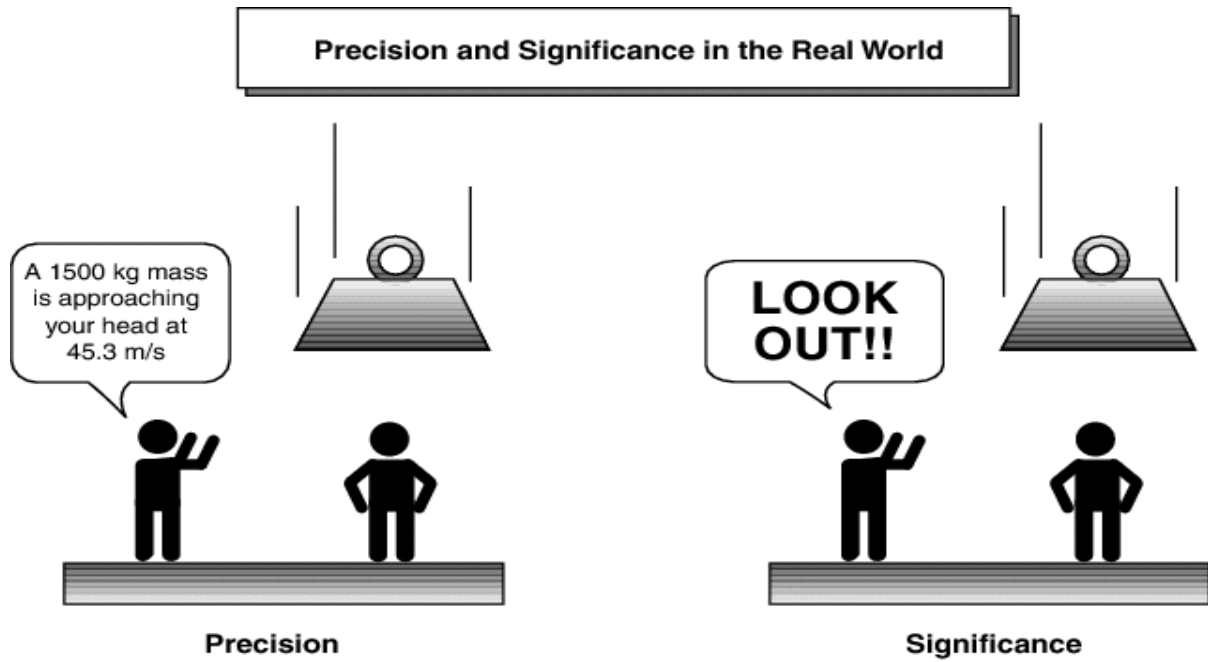 Precision and Significance in the Real World
A 1500 kg mass
is approaching
your head at
45.3 m/s
LOOK
OUT!!
Precision
Significance